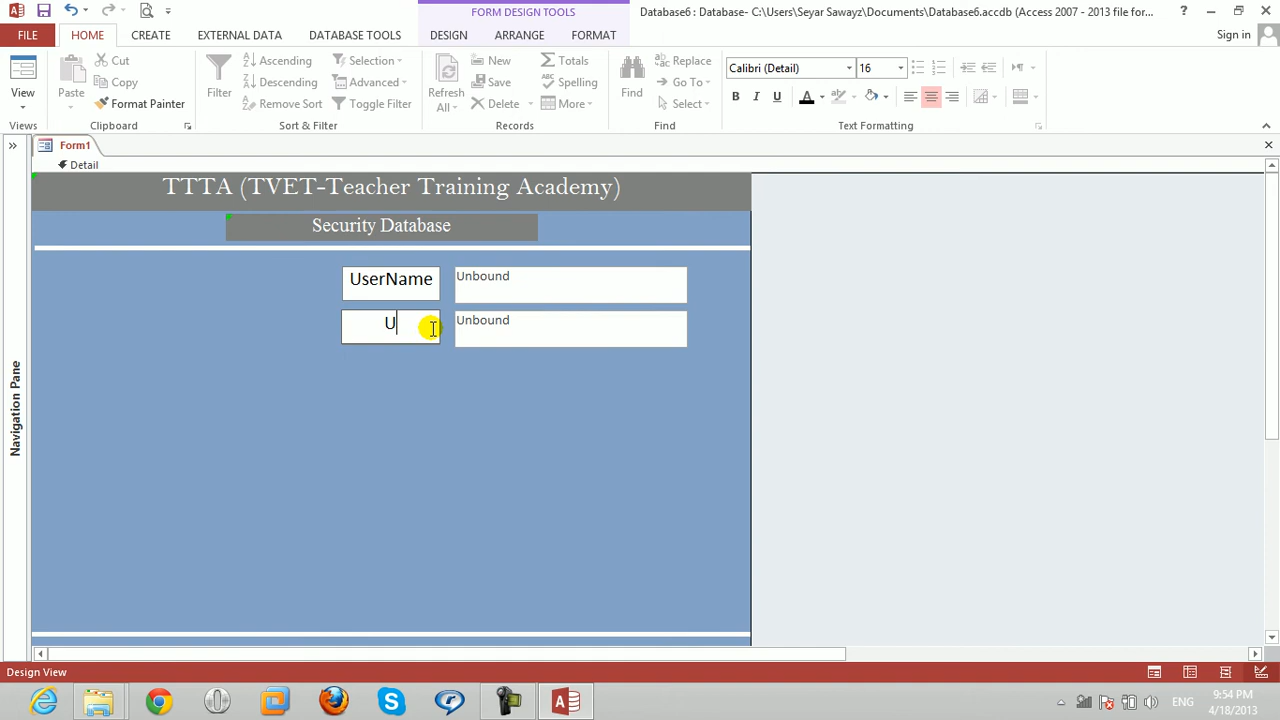 FORM DESIGN TOOLS
Database6 : Database- C:\Users\Seyar Sawayz\Documents\Database6.accdb (Access 2007 - 2013 file for...
FILE HOME CREATE EXTERNAL DATA DATABASE TOOLS DESIGN ARRANGE FORMAT Sign in
View
Views
Paste
Cut
Copy
Format Painter
Clipboard
Filter
Ascending
Descending
Remove Sort
Selection
Advanced
Toggle Filter
Sort & Filter
Refresh
All
New
Save
Delete
Totals
Spelling
More
Records
Find
Replace
Go To
Select
Find
Calibri (Detail) 16
B I U A
Text Formatting
Form1
Detail
TTTA (TVET-Teacher Training Academy)
Security Database
UserName Unbound
U Unbound
Navigation Pane
Design View
ENG
9:54 PM
4/18/2013